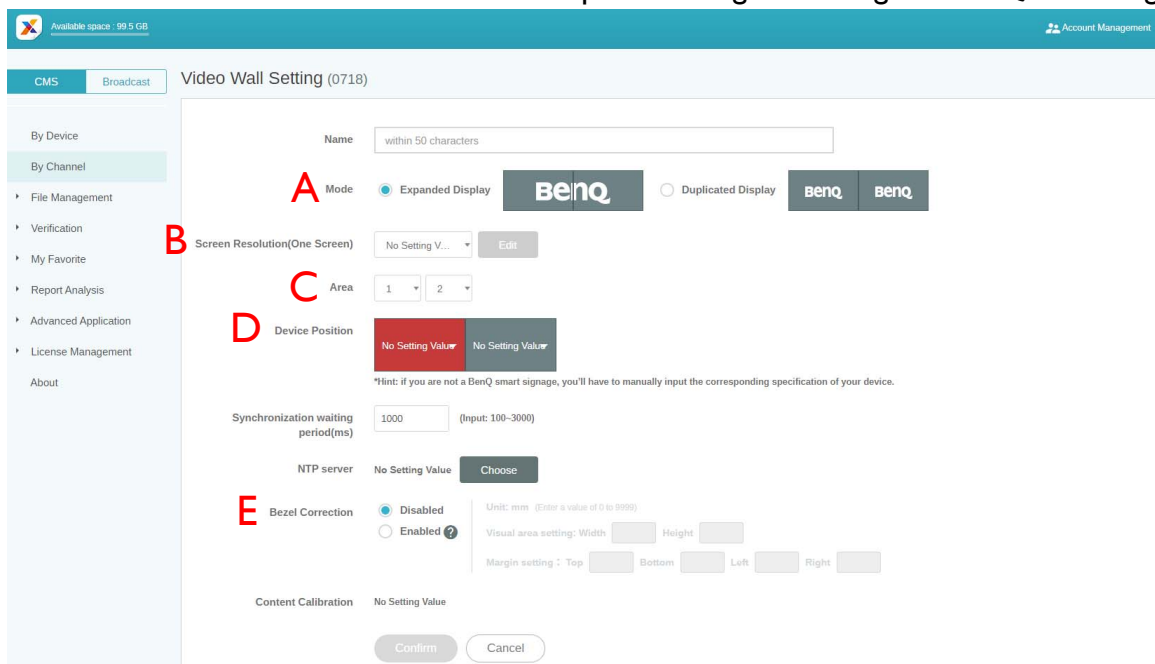 Available space : 99.5 GB
Account Management
CMS Broadcast
Video Wall Setting (0718)
By Device
By Channel
File Management
Verification
My Favorite
Report Analysis
Advanced Application
License Management
About
Name within 50 characters
A Mode Expanded Display BenQ Duplicated Display BenQ BenQ
B Screen Resolution(One Screen) No Setting V... Edit
C Area 1 2
D Device Position No Setting Value No Setting Value
*Hint: if you are not a BenQ smart signage, you'll have to manually input the corresponding specification of your device.
Synchronization waiting
period(ms) 1000 (Input: 100~3000)
NTP server No Setting Value Choose
E Bezel Correction Disabled Unit: mm (Enter a value of 0 to 9999)
Enabled ? Visual area setting: Width Height
Margin setting : Top Bottom Left Right
Content Calibration No Setting Value
Confirm Cancel